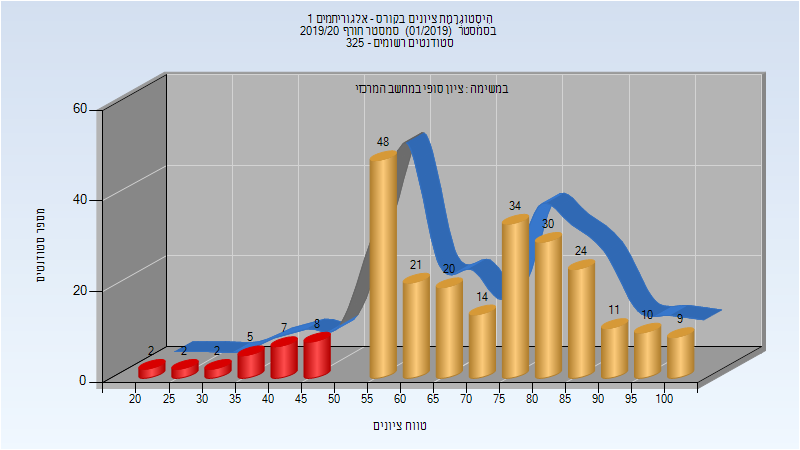 היסטוגרמת ציונים בקורס - אלגוריתמים 1
בסמסטר (01/2019) סמסטר חורף 2019/20
סטודנטים רשומים - 325
במשימה : ציון סופי במחשב המרכזי
מספר סטודנטים
60
40
20
0
2 2 2 5 7 8 48 21 20 14 34 30 24 11 10 9
20 25 30 35 40 45 50 55 60 65 70 75 80 85 90 95 100
טווח ציונים